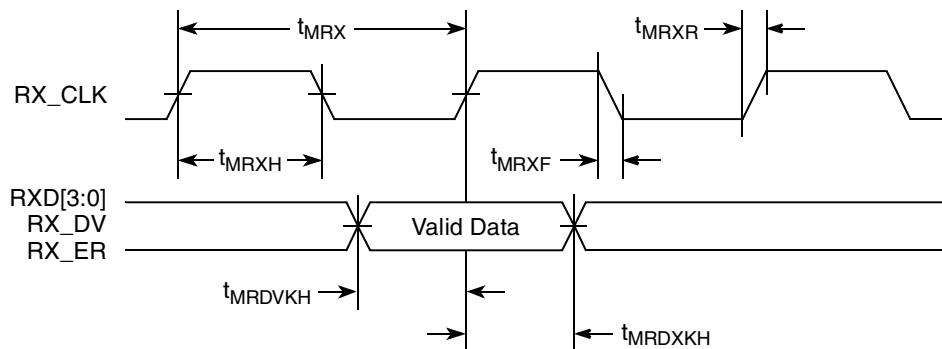 tMRX
tMRXR
RX_CLK
tMRXH
tMRXF
RXD[3:0]
RX_DV
Valid Data
RX_ER
tMRDVKH
tMRDXKH